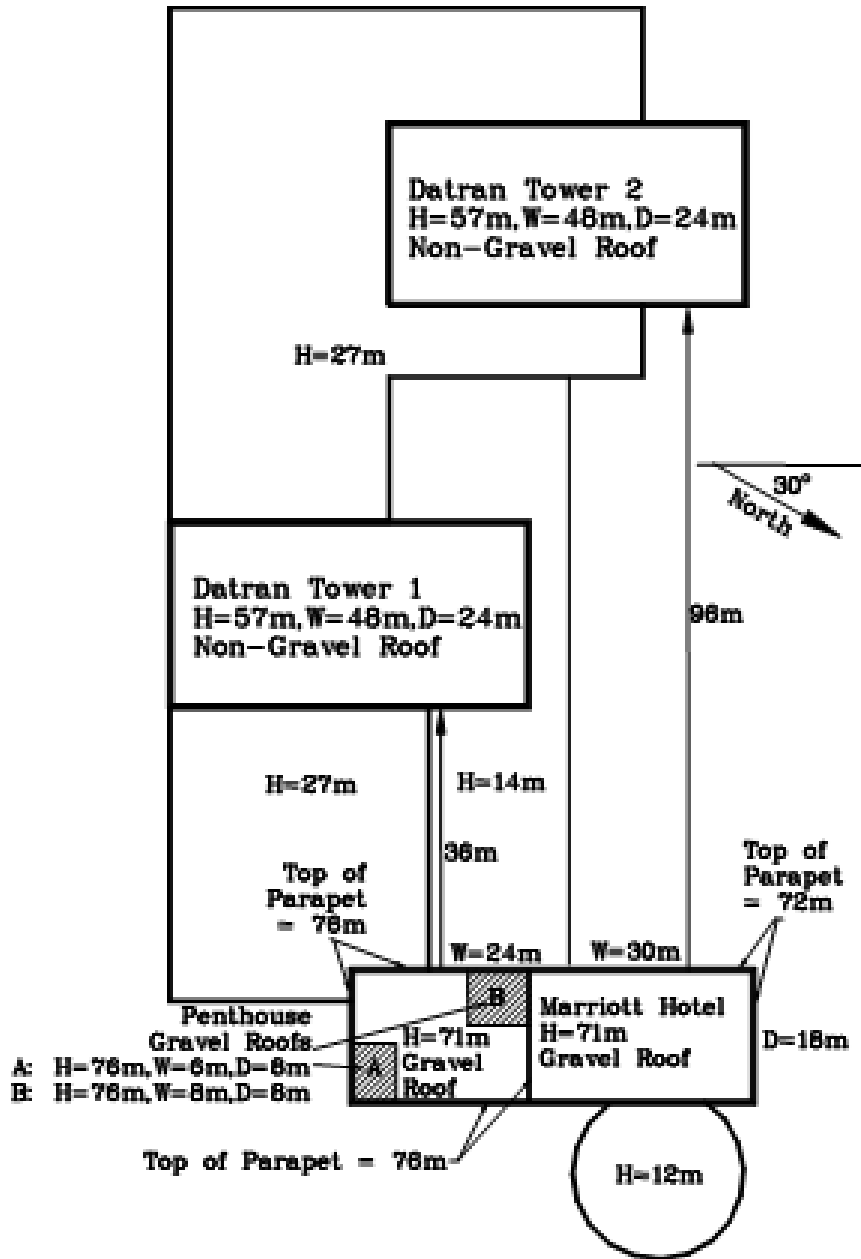 Datran Tower 2
H=57m,W=48m,D=24m
Non-Gravel Roof
H=27m
30°
North
Datran Tower 1
H=57m,W=48m,D=24m
Non-Gravel Roof
96m
H=27m
H=14m
36m
Top of
Parapet
= 76m
Top of
Parapet
= 72m
W=24m
W=30m
B
Penthouse
Gravel Roofs
A: H=76m,W=6m,D=8m
B: H=76m,W=8m,D=8m
A
H=71m
Gravel
Roof
Marriott Hotel
H=71m
Gravel Roof
D=18m
Top of Parapet = 76m
H=12m